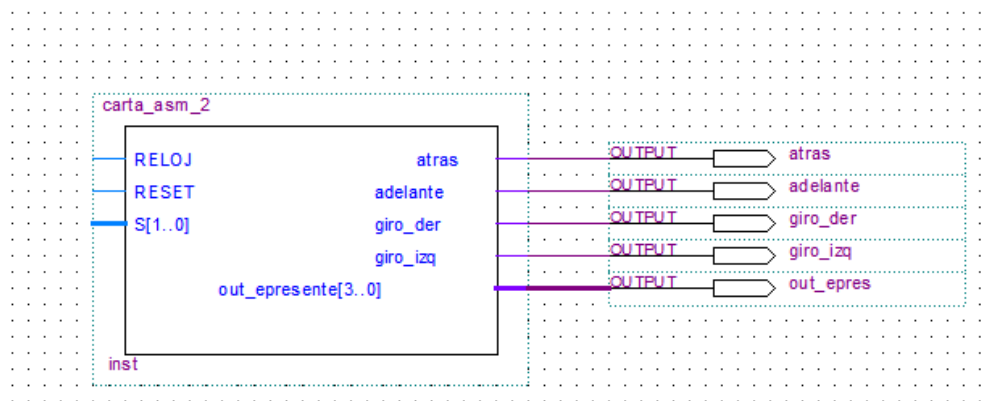 carta_asm_2
RELOJ atras OUTPUT atras
RESET adelante OUTPUT adelante
S[1..0] giro_der OUTPUT giro_der
giro_izq OUTPUT giro_izq
out_epresente[3..0] OUTPUT out_epres
inst